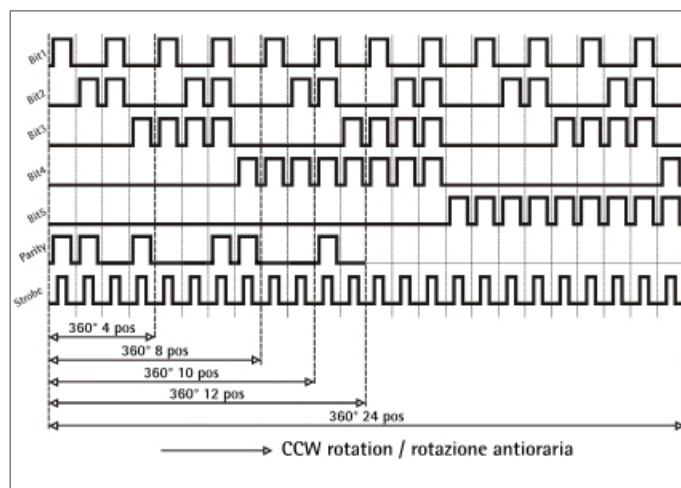 Bit1
Bit2
Bit3
Bit4
Bit5
Parity
Strobe
360° 4 pos
360° 8 pos
360° 10 pos
360° 12 pos
360° 24 pos
CCW rotation / rotazione antioraria